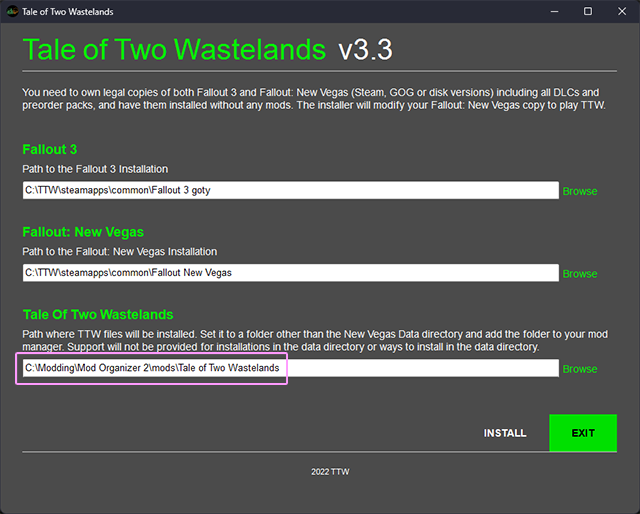 Tale of Two Wastelands
Tale of Two Wastelands v3.3
You need to own legal copies of both Fallout 3 and Fallout: New Vegas (Steam, GOG or disk versions) including all DLCs and
preorder packs, and have them installed without any mods. The installer will modify your Fallout: New Vegas copy to play TTW.
Fallout 3
Path to the Fallout 3 Installation
C:\TTW\steamapps\common\Fallout 3 goty
Browse
Fallout: New Vegas
Path to the Fallout: New Vegas Installation
C:\TTW\steamapps\common\Fallout New Vegas
Browse
Tale Of Two Wastelands
Path where TTW files will be installed. Set it to a folder other than the New Vegas Data directory and add the folder to your mod
manager. Support will not be provided for installations in the data directory or ways to install in the data directory.
C:\Modding\Mod Organizer 2\mods\Tale of Two Wastelands
Browse
INSTALL
EXIT
2022 TTW